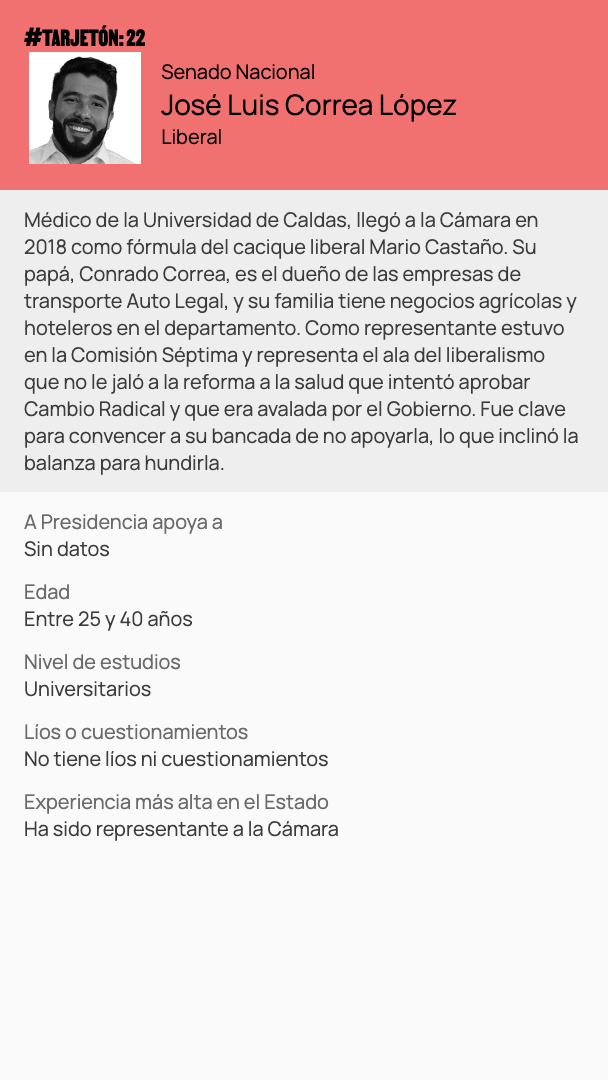 #TARJETÓN: 22
Senado Nacional
José Luis Correa López
Liberal
Médico de la Universidad de Caldas, llegó a la Cámara en
2018 como fórmula del cacique liberal Mario Castaño. Su
papá, Conrado Correa, es el dueño de las empresas de
transporte Auto Legal, y su familia tiene negocios agrícolas y
hoteleros en el departamento. Como representante estuvo
en la Comisión Séptima y representa el ala del liberalismo
que no le jaló a la reforma a la salud que intentó aprobar
Cambio Radical y que era avalada por el Gobierno. Fue clave
para convencer a su bancada de no apoyarla, lo que inclinó la
balanza para hundirla.
A Presidencia apoya a
Sin datos
Edad
Entre 25 y 40 años
Nivel de estudios
Universitarios
Líos o cuestionamientos
No tiene líos ni cuestionamientos
Experiencia más alta en el Estado
Ha sido representante a la Cámara